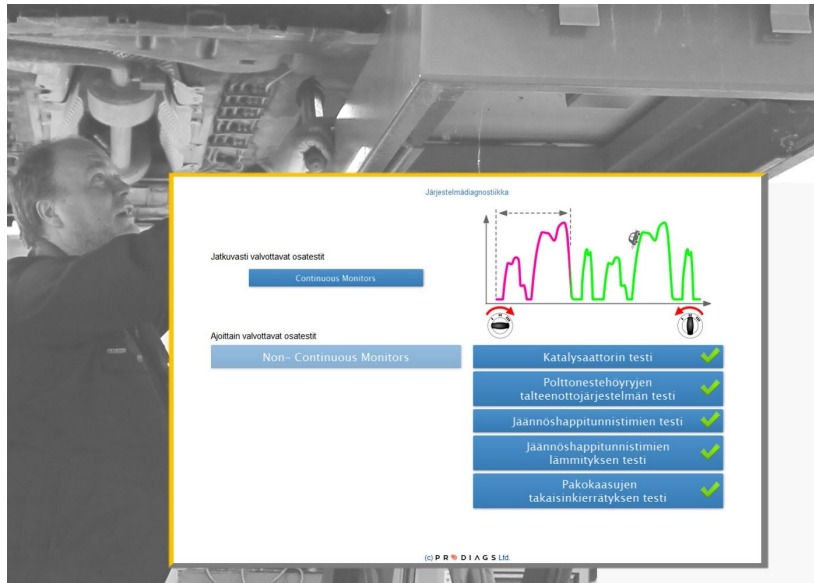 Järjestelmädiagnostiikka
Jatkuvasti valvottavat osatestit
Continuous Monitors
Ajoittain valvottavat osatestit
Non- Continuous Monitors
Katalysaattorin testi
Polttonestehöyryjen
talteenottojärjestelmän testi
Jäännöshappitunnistimien testi
Jäännöshappitunnistimien
lämmityksen testi
Pakokaasujen
takaisinkierrätyksen testi
(c) PRODIAGS Ltd.